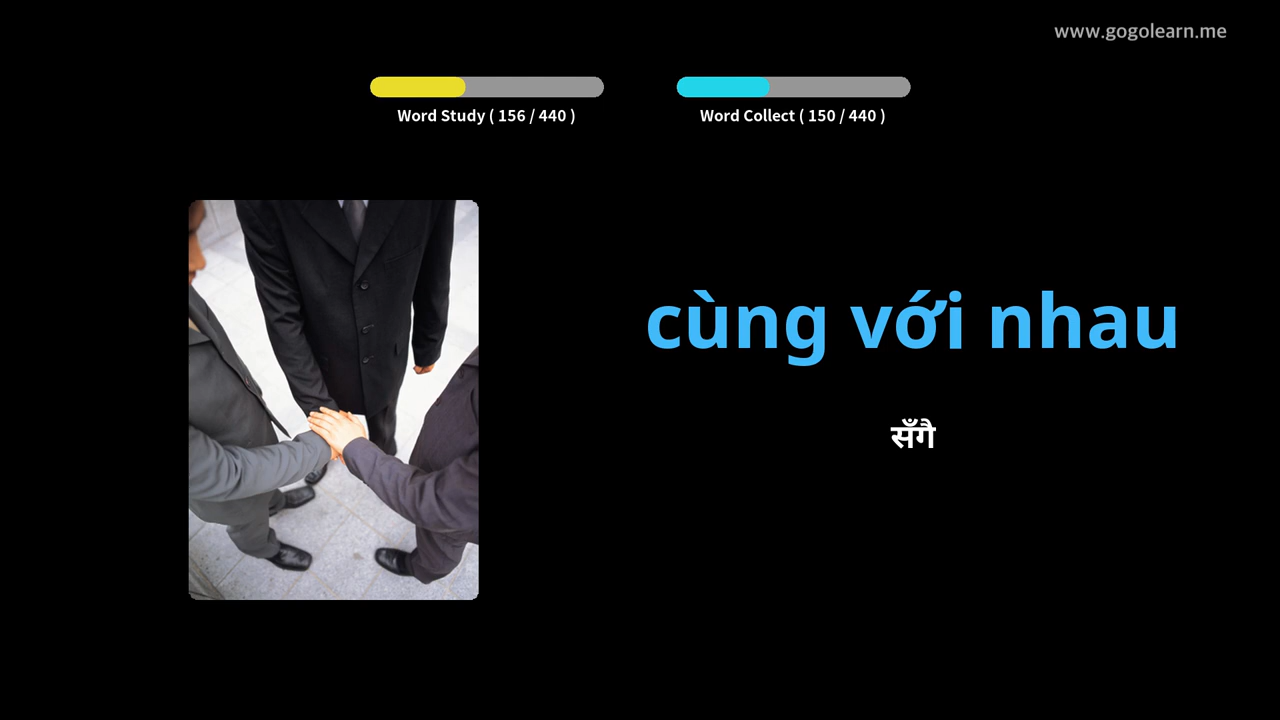 www.gogolearn.me
Word Study ( 156 / 440 )
Word Collect ( 150 / 440 )
cùng với nhau
सँगै